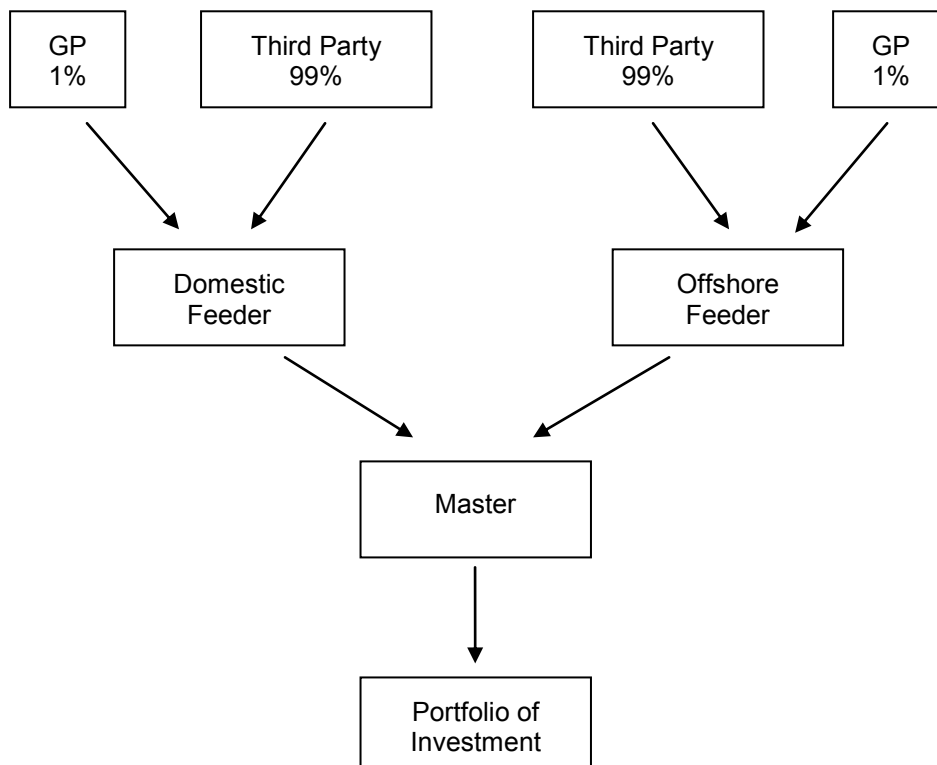 GP
1%
Third Party
99%
Third Party
99%
GP
1%
Domestic
Feeder
Offshore
Feeder
Master
Portfolio of
Investment